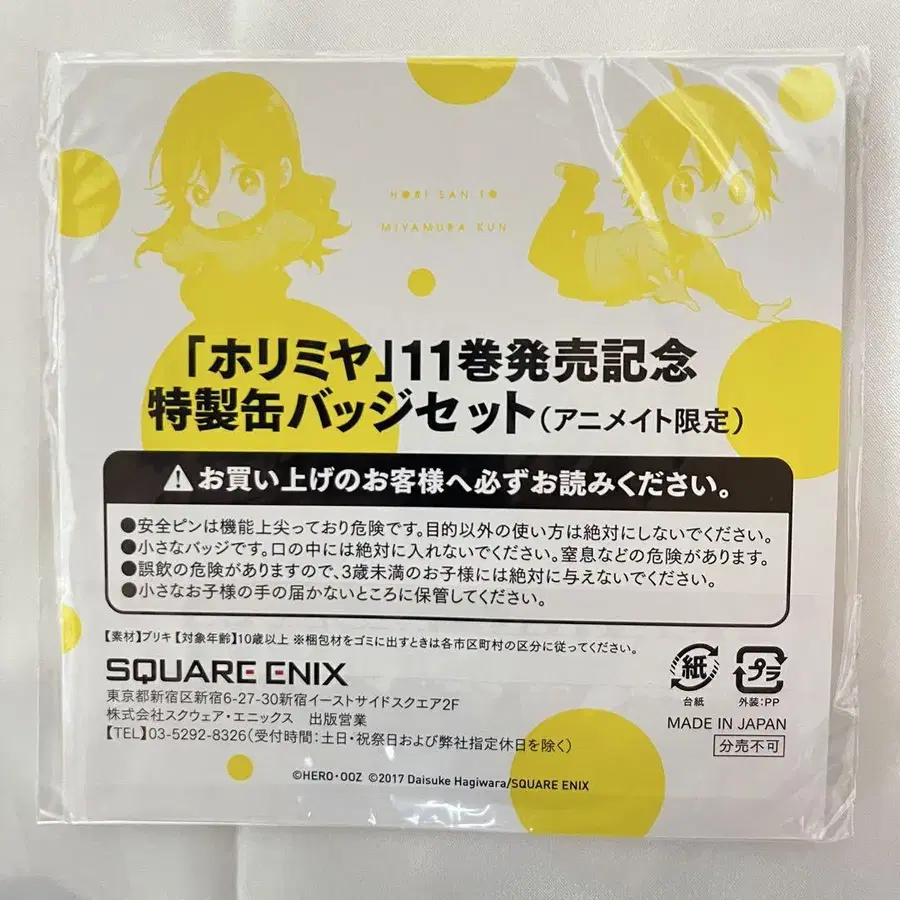 HORI SAN TO
MIYAMURA KUN
「ホリミヤ」11巻発売記念
特製缶バッジセット(アニメイト限定)
お買い上げのお客様へ必ずお読みください。
●安全ピンは機能上尖っており危険です。目的以外の使い方は絶対にしないでください。
●小さなバッジです。口の中には絶対に入れないでください。窒息などの危険があります。
●誤飲の危険がありますので、3歳未満のお子様には絶対に与えないでください。
●小さなお子様の手の届かないところに保管してください。
【素材】ブリキ【対象年齢】10歳以上 ※梱包材をゴミに出すときは各市区町村の区分に従ってください。
SQUARE ENIX
東京都新宿区新宿6-27-30新宿イーストサイドスクエア2F
株式会社スクウェア・エニックス 出版営業
【TEL】03-5292-8326(受付時間:土日・祝祭日および弊社指定休日を除く)
紙
台紙
プラ
外装:PP
MADE IN JAPAN
分売不可
©HERO・OOZ ©2017 Daisuke Hagiwara/SQUARE ENIX